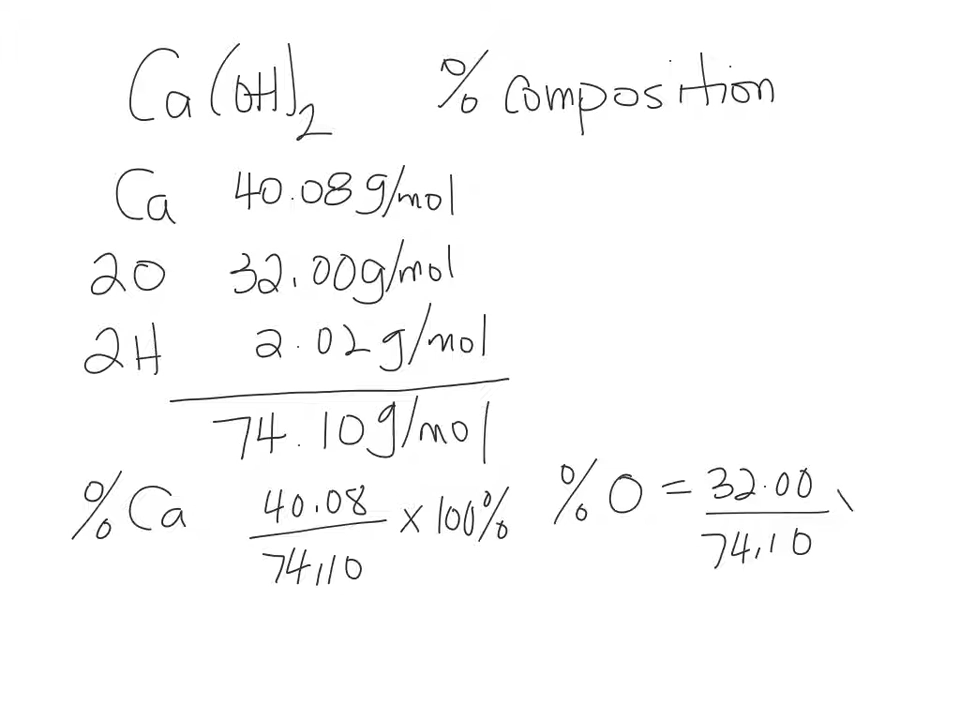 Ca(OH)2 % composition
Ca 40.08 g/mol
2O 32.00 g/mol
2H 2.02 g/mol
74.10 g/mol
%Ca 40.08/74.10 x 100% %O = 32.00/74.10 \